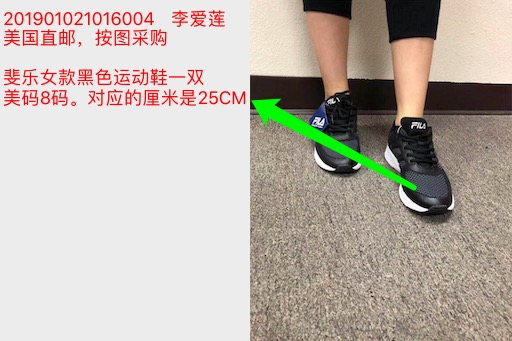 201901021016004 李爱莲
美国直邮，按图采购
斐乐女款黑色运动鞋一双
美码8码。对应的厘米是25CM
FILA
FILA